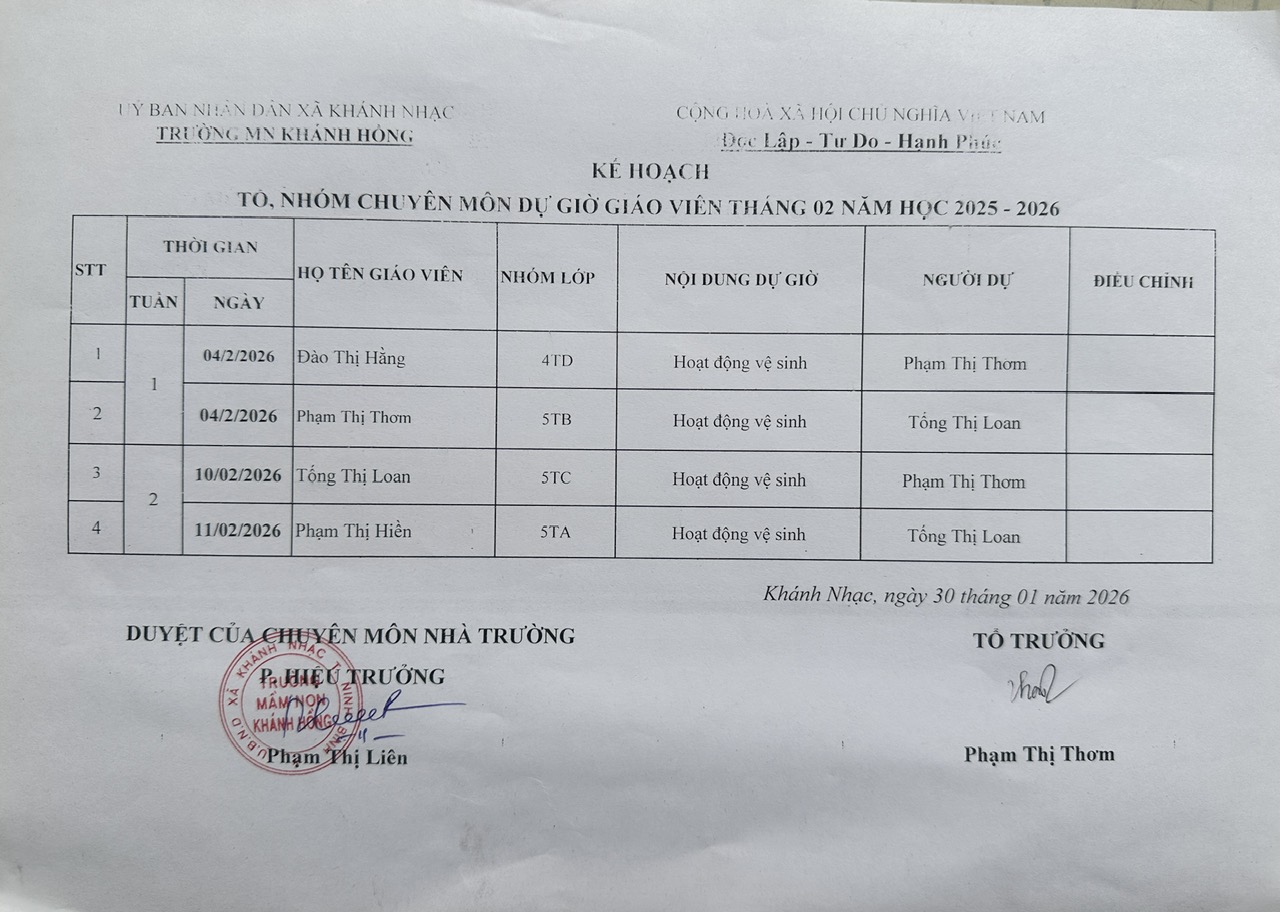 UỶ BAN NHÂN DÂN XÃ KHÁNH NHẠC
TRƯỜNG MN KHÁNH HỒNG
CỘNG HOÀ XÃ HỘI CHỦ NGHĨA VIỆT NAM
Độc Lập - Tự Do - Hạnh Phúc
KẾ HOẠCH
TỔ, NHÓM CHUYÊN MÔN DỰ GIỜ GIÁO VIÊN THÁNG 02 NĂM HỌC 2025 - 2026
STT THỜI GIAN HỌ TÊN GIÁO VIÊN NHÓM LỚP NỘI DUNG DỰ GIỜ NGƯỜI DỰ ĐIỀU CHỈNH
TUẦN NGÀY
1 1 04/2/2026 Đào Thị Hằng 4TD Hoạt động vệ sinh Phạm Thị Thơm
2 04/2/2026 Phạm Thị Thơm 5TB Hoạt động vệ sinh Tống Thị Loan
3 2 10/02/2026 Tống Thị Loan 5TC Hoạt động vệ sinh Phạm Thị Thơm
4 11/02/2026 Phạm Thị Hiền 5TA Hoạt động vệ sinh Tống Thị Loan
Khánh Nhạc, ngày 30 tháng 01 năm 2026
DUYỆT CỦA CHUYÊN MÔN NHÀ TRƯỜNG
P. HIỆU TRƯỞNG
U.B.N.D XÃ KHÁNH NHẠC T. NINH BÌNH
TRƯỜNG
MẦM NON
KHÁNH HỒNG
Phạm Thị Liên
TỔ TRƯỞNG
Phạm Thị Thơm